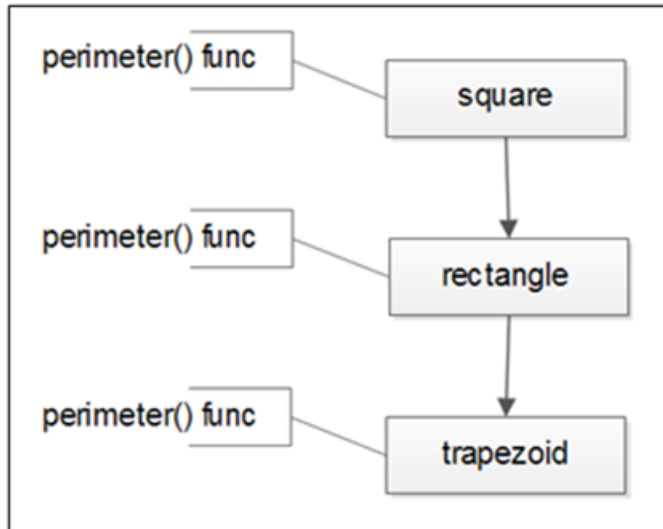 perimeter() func
square
perimeter() func
rectangle
perimeter() func
trapezoid